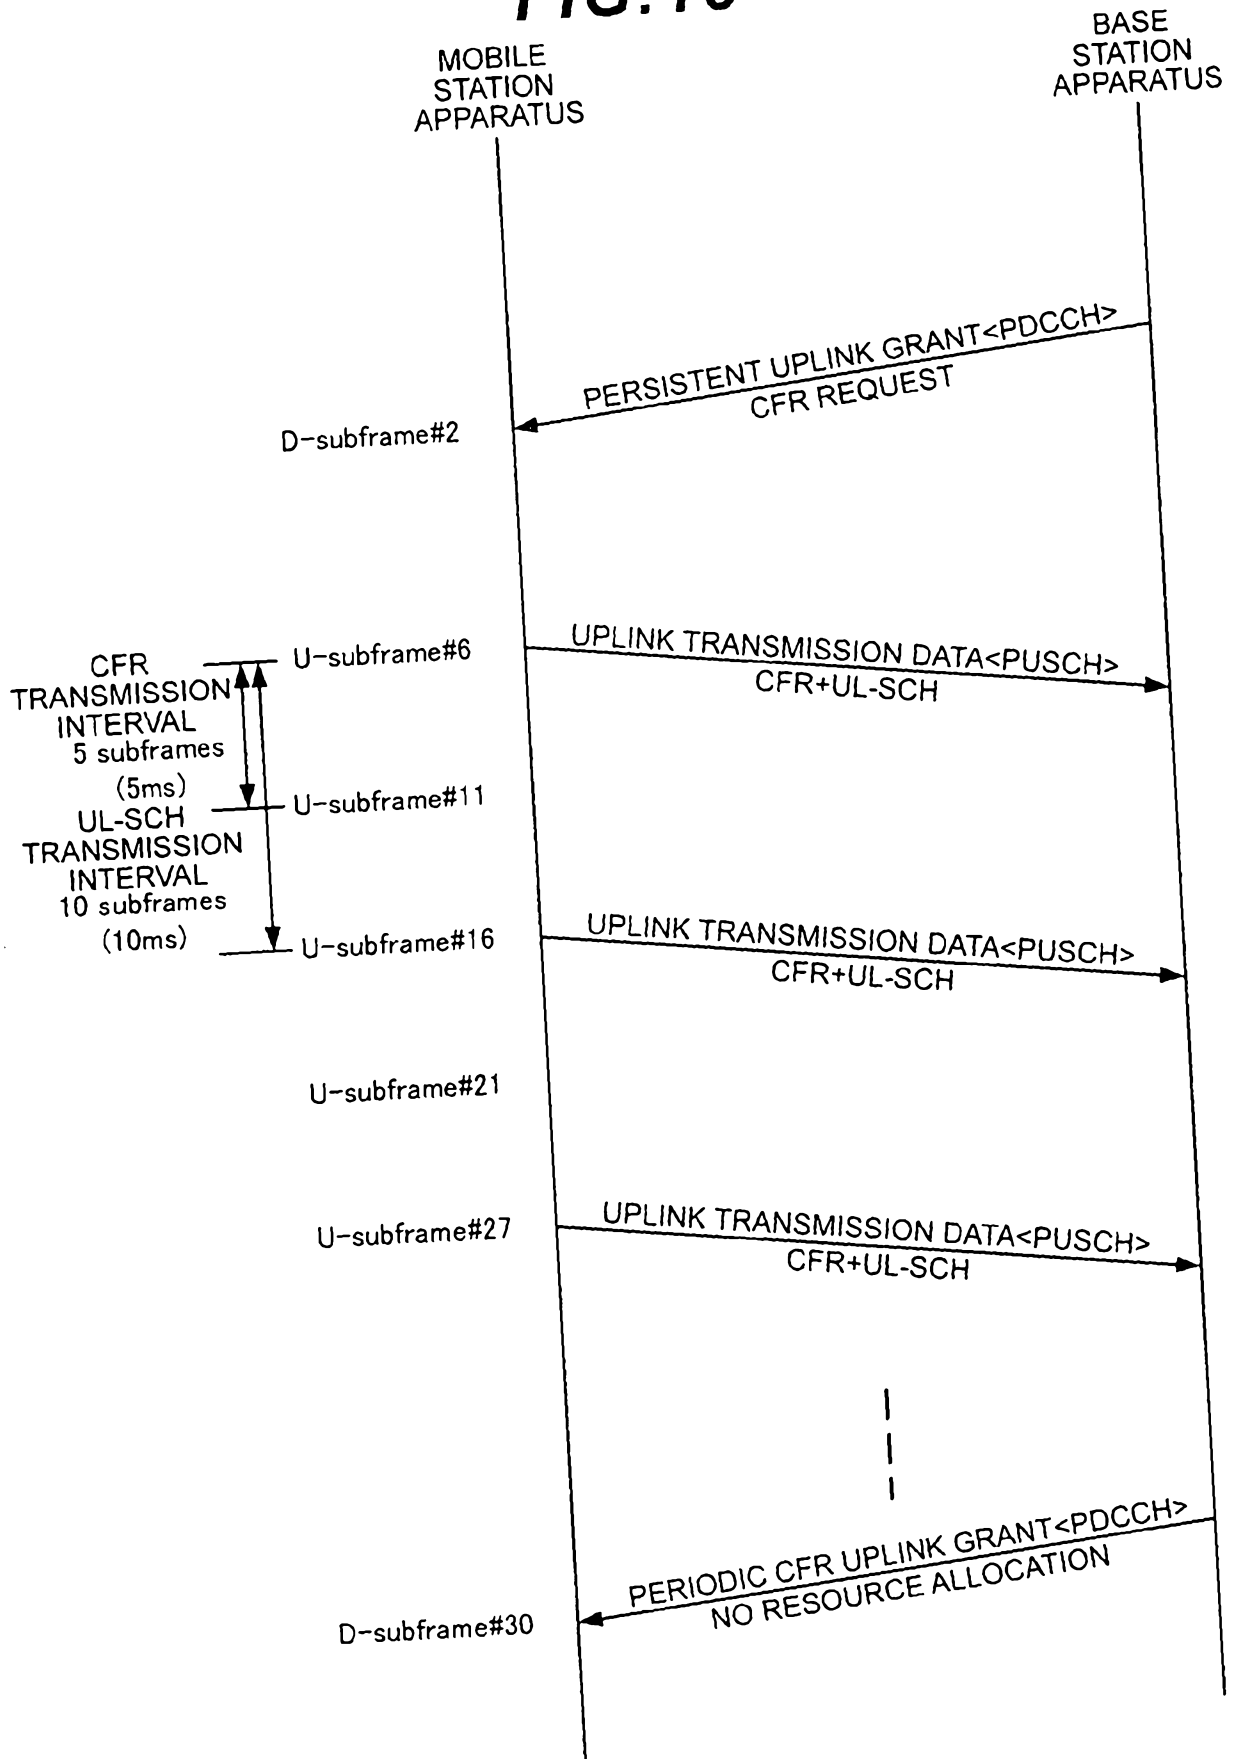 FIG.
MOBILE
STATION
APPARATUS
BASE
STATION
APPARATUS
PERSISTENT UPLINK GRANT<PDCCH>
CFR REQUEST
D-subframe#2
UPLINK TRANSMISSION DATA<PUSCH>
CFR+UL-SCH
U-subframe#6
CFR
TRANSMISSION
INTERVAL
5 subframes
(5ms)
U-subframe#11
UL-SCH
TRANSMISSION
INTERVAL
10 subframes
(10ms)
U-subframe#16
UPLINK TRANSMISSION DATA<PUSCH>
CFR+UL-SCH
U-subframe#21
U-subframe#27
UPLINK TRANSMISSION DATA<PUSCH>
CFR+UL-SCH
PERIODIC CFR UPLINK GRANT<PDCCH>
NO RESOURCE ALLOCATION
D-subframe#30